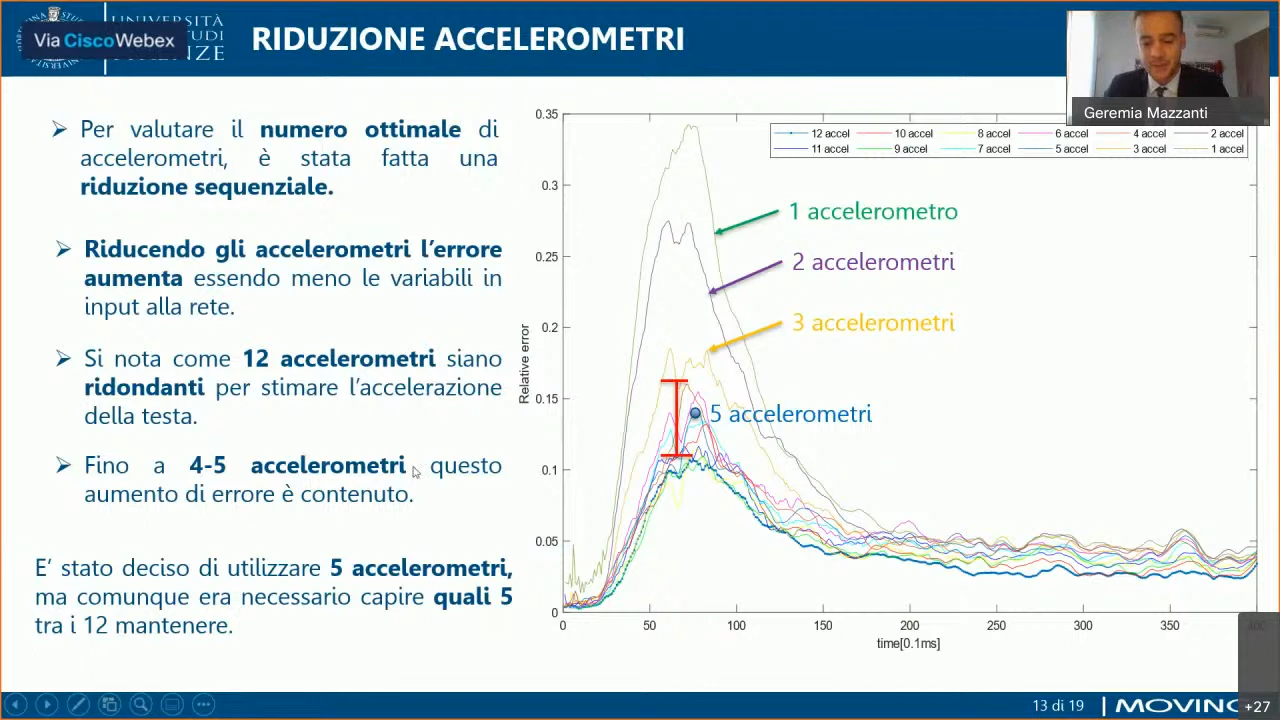 UNIVERSITÀ
STUDI
Via Cisco Webex
RIDUZIONE ACCELEROMETRI
Geremia Mazzanti
➢ Per valutare il numero ottimale di
accelerometri, è stata fatta una
riduzione sequenziale.
➢ Riducendo gli accelerometri l'errore
aumenta essendo meno le variabili in
input alla rete.
➢ Si nota come 12 accelerometri siano
ridondanti per stimare l'accelerazione
della testa.
➢ Fino a 4-5 accelerometri questo
aumento di errore è contenuto.
E' stato deciso di utilizzare 5 accelerometri,
ma comunque era necessario capire quali 5
tra i 12 mantenere.
12 accel 10 accel 8 accel 6 accel 4 accel 2 accel
11 accel 9 accel 7 accel 5 accel 3 accel 1 accel
1 accelerometro
2 accelerometri
3 accelerometri
5 accelerometri
Relative error
0.35
0.3
0.25
0.2
0.15
0.1
0.05
0
0 50 100 150 200 250 300 350 400
time[0.1ms]
13 di 19
MOVING
+27